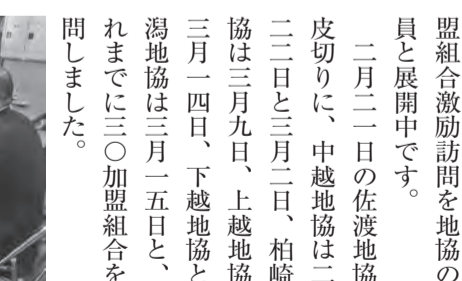 盟組合激励訪問を地協の
員と展開中です。
二月二一日の佐渡地協
皮切りに、中越地協は二
二二日と三月二日、柏崎
協は三月九日、上越地協
三月一四日、下越地協と
潟地協は三月一五日と、
れまでに三〇加盟組合を
問しました。